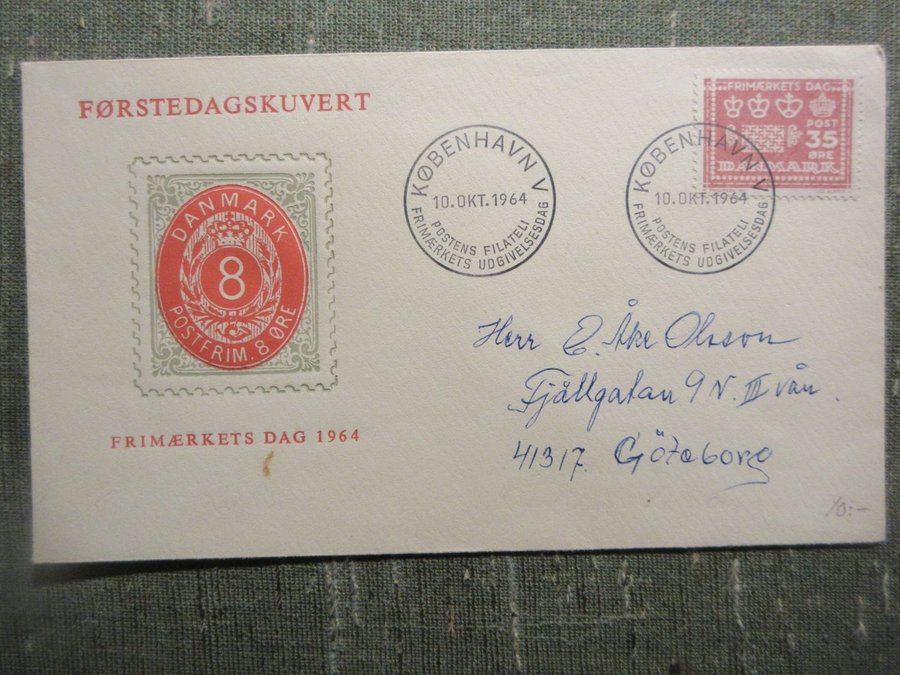 FØRSTEDAGSKUVERT
DANMARK
8
POSTFRIM. 8 ØRE
FRIMÆRKETS DAG 1964
KØBENHAVN V
10.OKT.1964
POSTENS FILATELI
FRIMÆRKETS UDGIVELSESDAG
FRIMÆRKETS DAG
POST
35
ØRE
DANMARK
KØBENHAVN V
10.OKT.1964
POSTENS FILATELI
FRIMÆRKETS UDGIVELSESDAG
Herr E. Åke Olsson
Fjällgatan 9 N. III vån.
41317. Göteborg
10:-